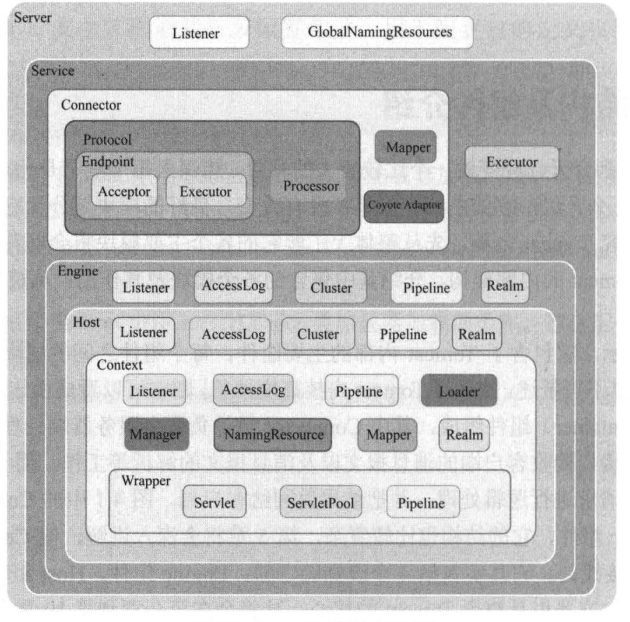 Server
Listener GlobalNamingResources
Service
Connector
Protocol
Mapper
Endpoint
Executor
Acceptor Executor Processor
Coyote Adaptor
Engine
Listener AccessLog Cluster Pipeline Realm
Host
Listener AccessLog Cluster Pipeline Realm
Context
Listener AccessLog Pipeline Loader
Manager NamingResource Mapper Realm
Wrapper
Servlet ServletPool Pipeline